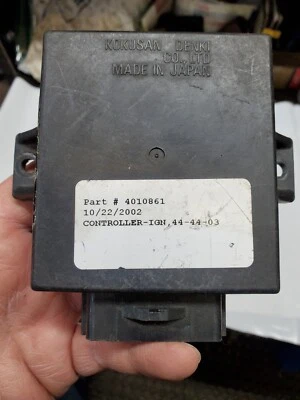 KOKUSAN DENKI
CO.,LTD.
MADE IN JAPAN
Part # 4010861
10/22/2002
CONTROLLER-IGN,44-44-03